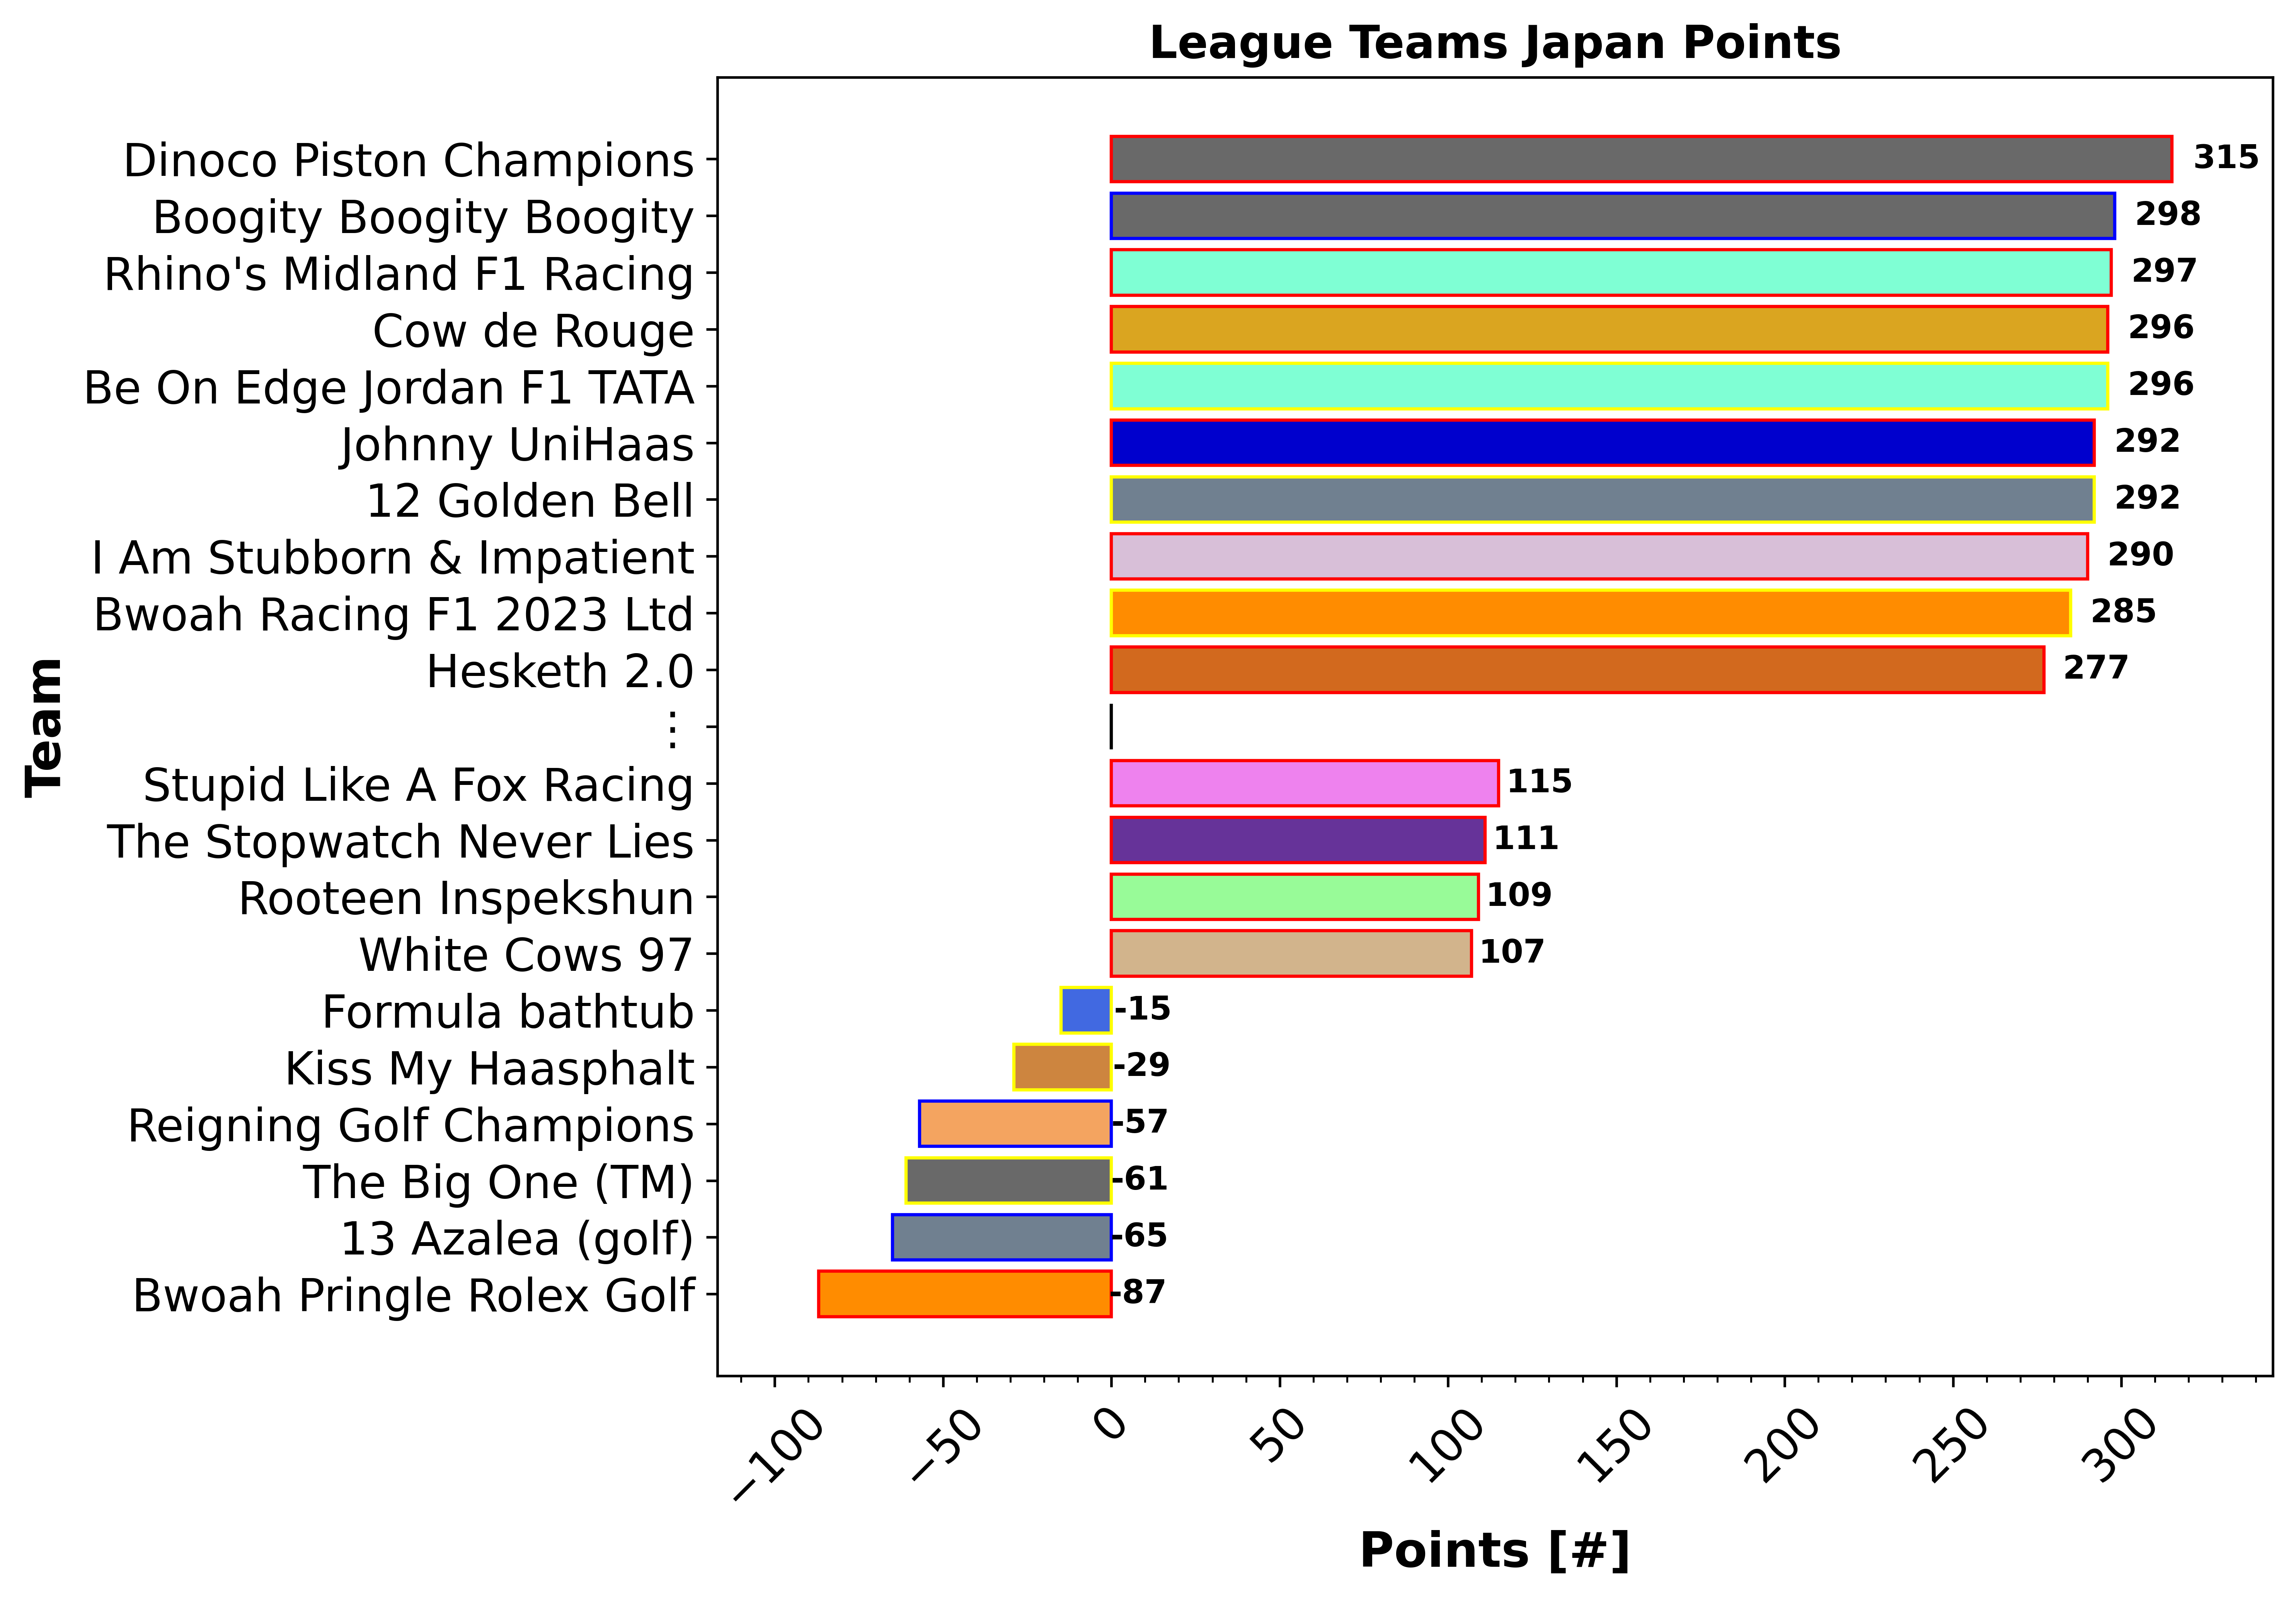 League Teams Japan Points
Dinoco Piston Champions 315
Boogity Boogity Boogity 298
Rhino's Midland F1 Racing 297
Cow de Rouge 296
Be On Edge Jordan F1 TATA 296
Johnny UniHaas 292
12 Golden Bell 292
I Am Stubborn & Impatient 290
Bwoah Racing F1 2023 Ltd 285
Hesketh 2.0 277
⋮
Stupid Like A Fox Racing 115
The Stopwatch Never Lies 111
Rooteen Inspekshun 109
White Cows 97 107
Formula bathtub -15
Kiss My Haasphalt -29
Reigning Golf Champions -57
The Big One (TM) -61
13 Azalea (golf) -65
Bwoah Pringle Rolex Golf -87
Team
−100 −50 0 50 100 150 200 250 300
Points [#]